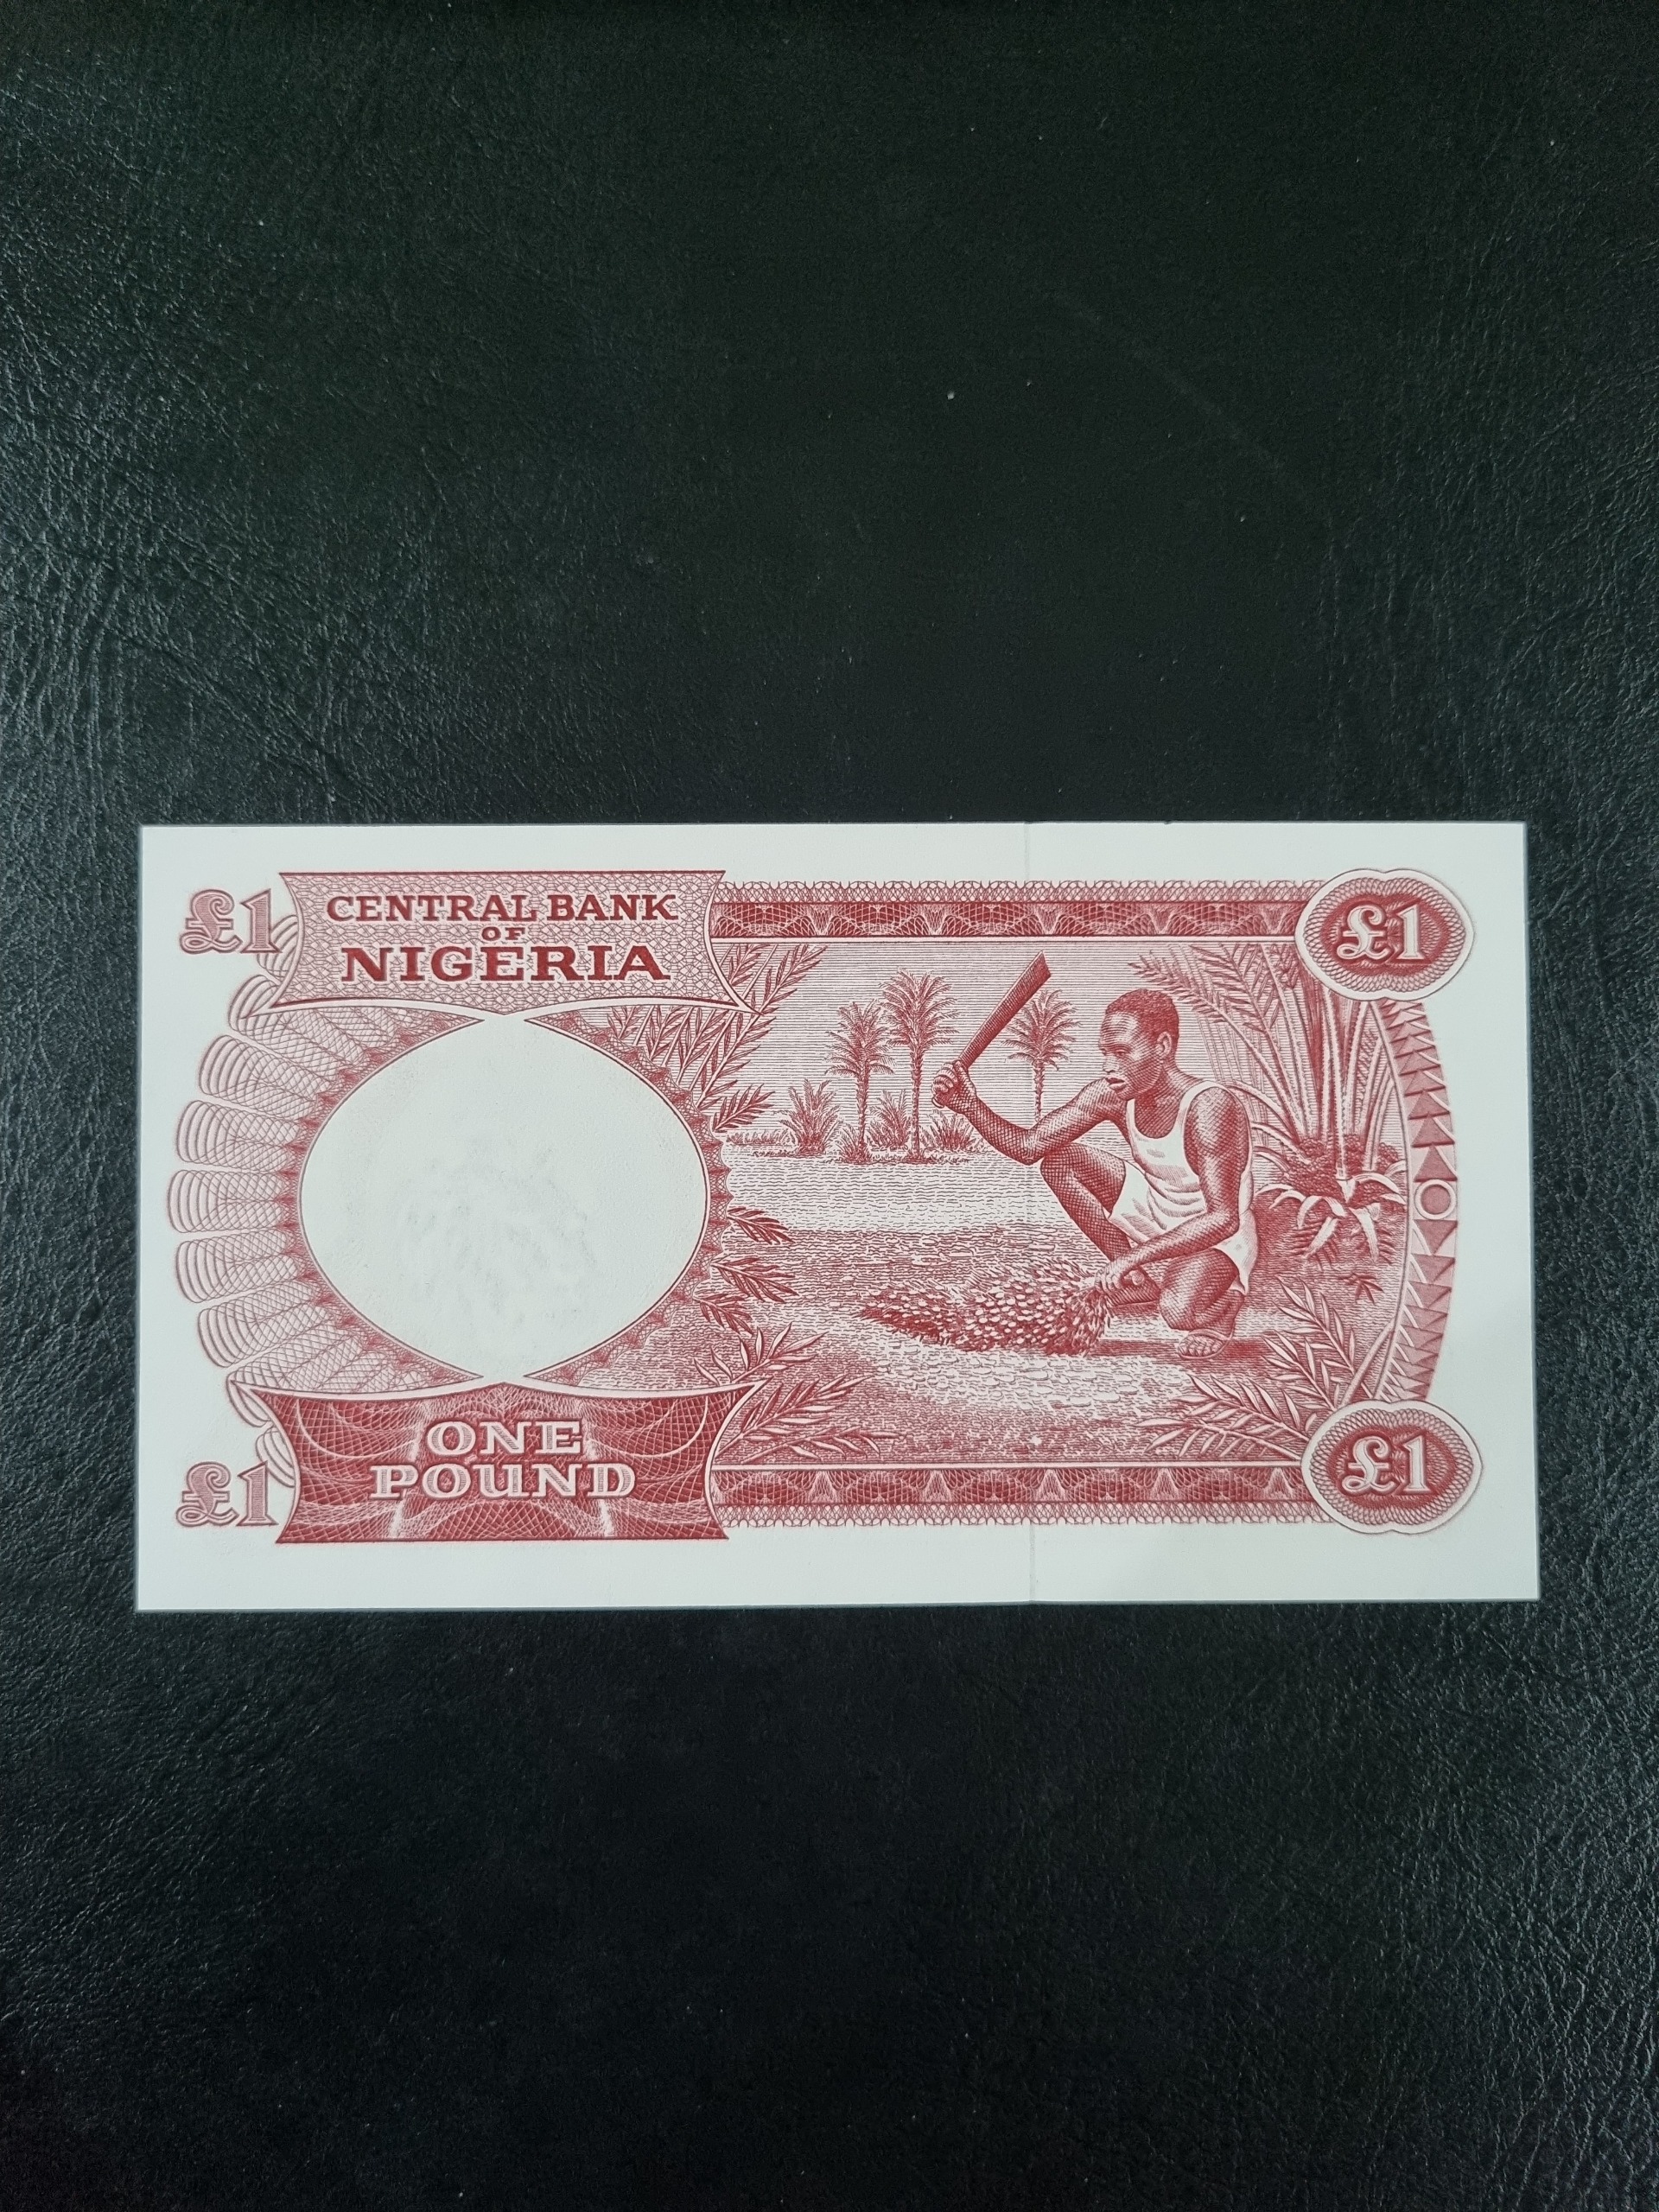 £1
CENTRAL BANK
OF
NIGERIA
£1
ONE
POUND
£1
£1